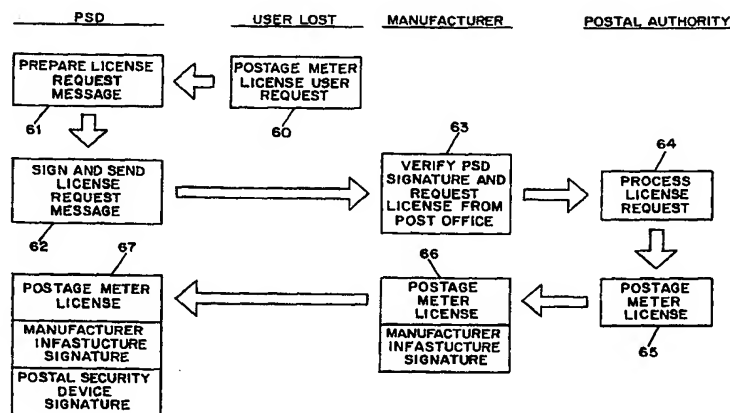 PSD
USER LOST
MANUFACTURER
POSTAL AUTHORITY
PREPARE LICENSE
REQUEST
MESSAGE
61
POSTAGE METER
LICENSE USER
REQUEST
60
SIGN AND SEND
LICENSE
REQUEST
MESSAGE
62
63
VERIFY PSD
SIGNATURE AND
REQUEST
LICENSE FROM
POST OFFICE
64
PROCESS
LICENSE
REQUEST
67
POSTAGE METER
LICENSE
MANUFACTURER
INFASTUCTURE
SIGNATURE
POSTAL SECURITY
DEVICE
SIGNATURE
66
POSTAGE
METER
LICENSE
MANUFACTURER
INFASTUCTURE
SIGNATURE
POSTAGE
METER
LICENSE
65